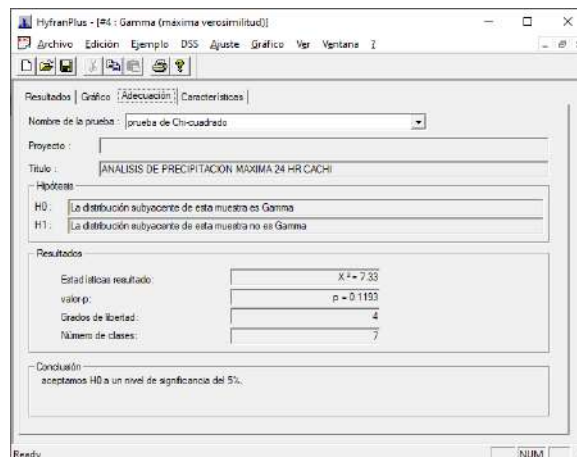 HyfranPlus - [#4 : Gamma (máxima verosimilitud)]
Archivo Edición Ejemplo DSS Ajuste Gráfico Ver Ventana ?
Resultados Gráfico Adecuación Características
Nombre de la prueba : prueba de Chi-cuadrado
Proyecto :
Título : ANALISIS DE PRECIPITACION MAXIMA 24 HR CACHI
Hipótesis
H0 : La distribución subyacente de esta muestra es Gamma
H1 : La distribución subyacente de esta muestra no es Gamma
Resultados
Estadísticas resultado: X² = 7.33
valor-p: p = 0.1193
Grados de libertad: 4
Número de clases: 7
Conclusión
aceptamos H0 a un nivel de significancia del 5%.
Ready NUM